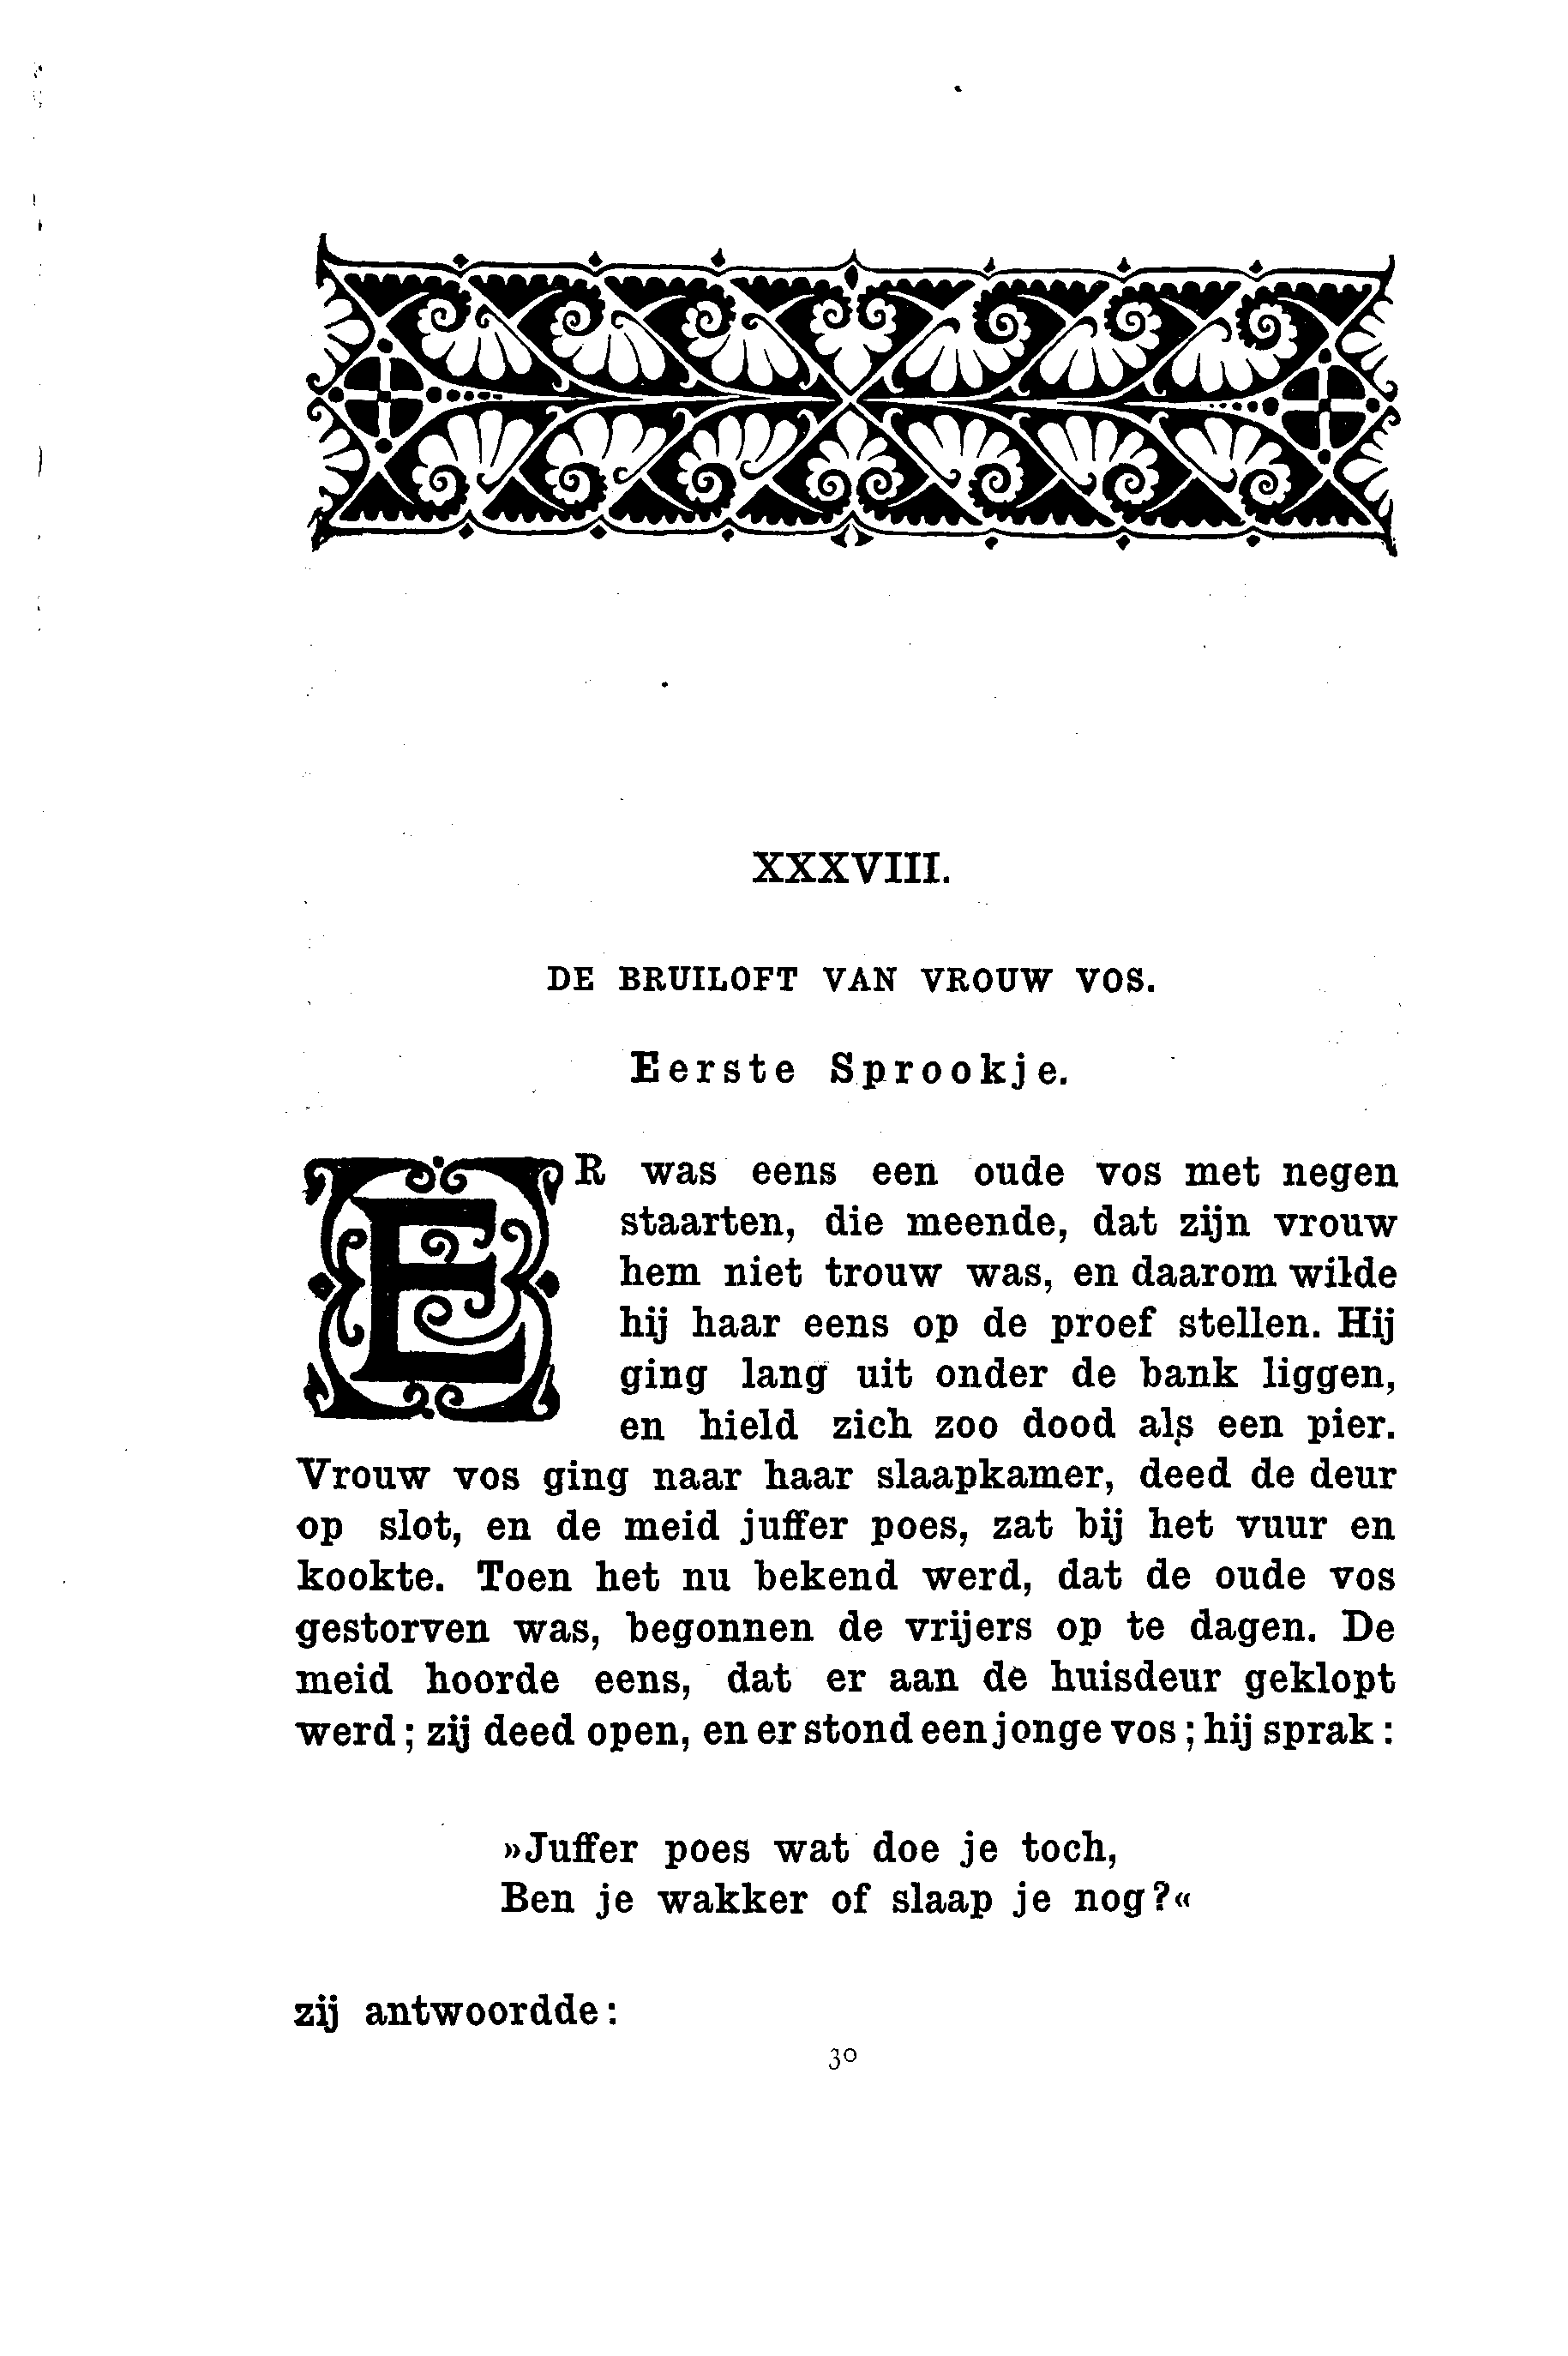 XXXVIII.
DE BRUILOFT VAN VROUW VOS.
Eerste Sprookje.
ER was eens een oude vos met negen
staarten, die meende, dat zijn vrouw
hem niet trouw was, en daarom wilde
hij haar eens op de proef stellen. Hij
ging lang uit onder de bank liggen,
en hield zich zoo dood als een pier.
Vrouw vos ging naar haar slaapkamer, deed de deur
op slot, en de meid juffer poes, zat bij het vuur en
kookte. Toen het nu bekend werd, dat de oude vos
gestorven was, begonnen de vrijers op te dagen. De
meid hoorde eens, dat er aan de huisdeur geklopt
werd; zij deed open, en er stond een jonge vos; hij sprak:
»Juffer poes wat doe je toch,
Ben je wakker of slaap je nog?«
zij antwoordde:
30